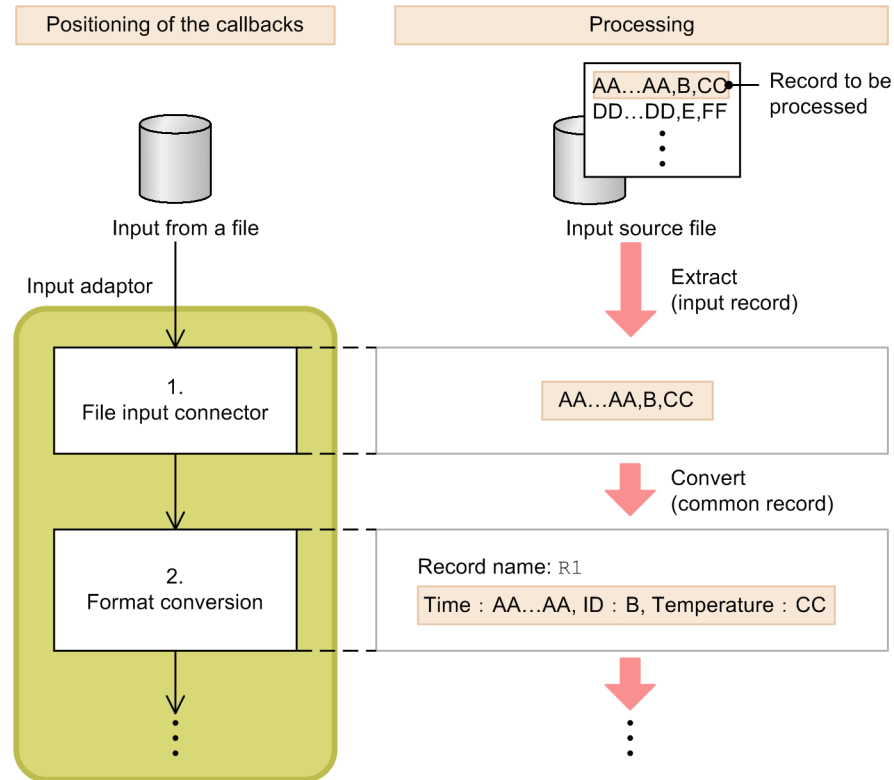 Positioning of the callbacks
Processing
AA...AA,B,CC
DD...DD,E,FF
Record to be
processed
Input from a file
Input source file
Input adaptor
Extract
(input record)
1.
File input connector
AA...AA,B,CC
Convert
(common record)
2.
Format conversion
Record name: R1
Time : AA...AA, ID : B, Temperature : CC